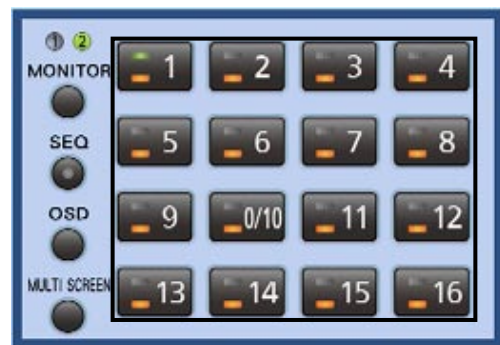 1 2
MONITOR
1 2 3 4
SEQ
5 6 7 8
OSD
9 0/10 11 12
MULTI SCREEN
13 14 15 16